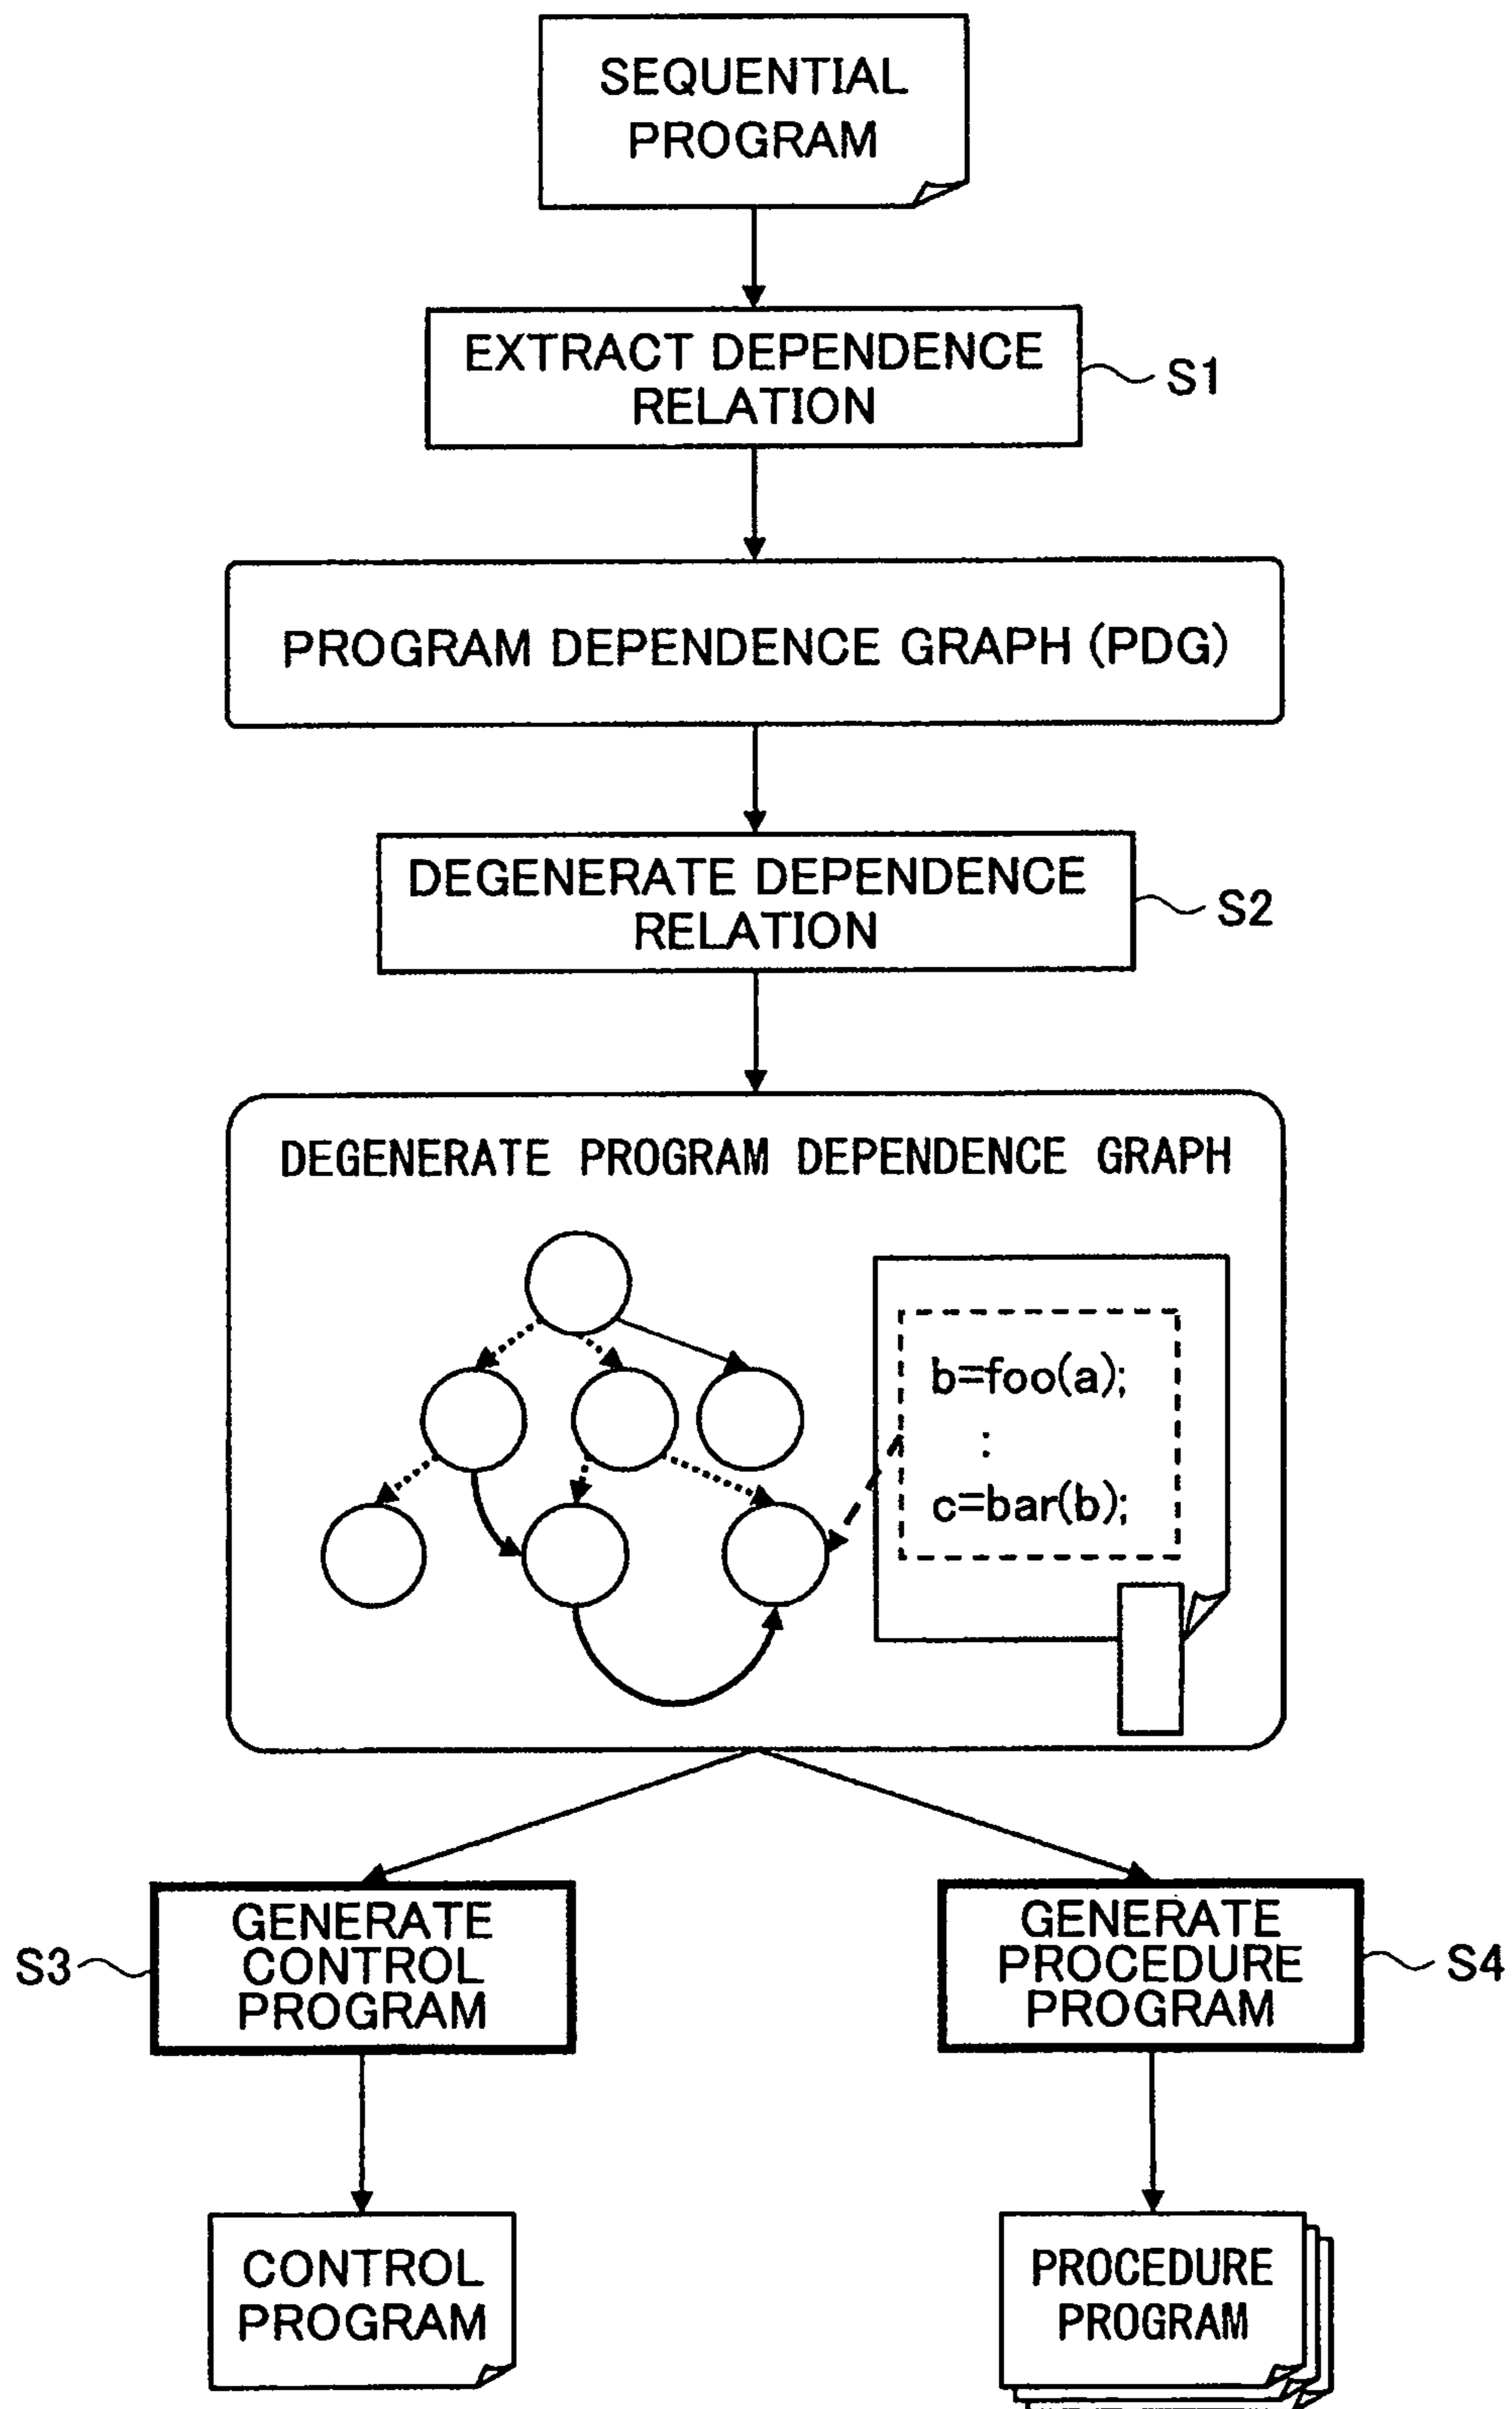 SEQUENTIAL
PROGRAM
EXTRACT DEPENDENCE
RELATION
S1
PROGRAM DEPENDENCE GRAPH (PDG)
DEGENERATE DEPENDENCE
RELATION
S2
DEGENERATE PROGRAM DEPENDENCE GRAPH
b=foo(a);
:
c=bar(b);
GENERATE
CONTROL
PROGRAM
S3
GENERATE
PROCEDURE
PROGRAM
S4
CONTROL
PROGRAM
PROCEDURE
PROGRAM